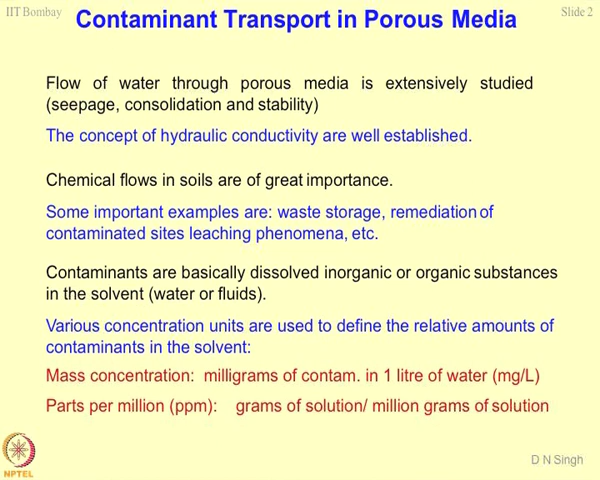 IIT Bombay
Contaminant Transport in Porous Media
Slide 2
Flow of water through porous media is extensively studied
(seepage, consolidation and stability)
The concept of hydraulic conductivity are well established.
Chemical flows in soils are of great importance.
Some important examples are: waste storage, remediation of
contaminated sites leaching phenomena, etc.
Contaminants are basically dissolved inorganic or organic substances
in the solvent (water or fluids).
Various concentration units are used to define the relative amounts of
contaminants in the solvent:
Mass concentration: milligrams of contam. in 1 litre of water (mg/L)
Parts per million (ppm): grams of solution/ million grams of solution
NPTEL
D N Singh